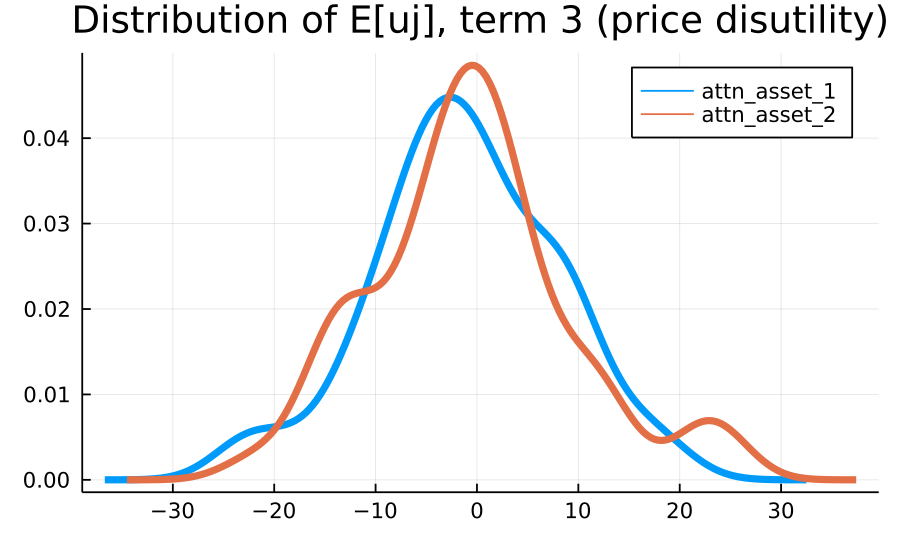 Distribution of E[uj], term 3 (price disutility)
attn_asset_1
attn_asset_2
0.04
0.03
0.02
0.01
0.00
−30 −20 −10 0 10 20 30